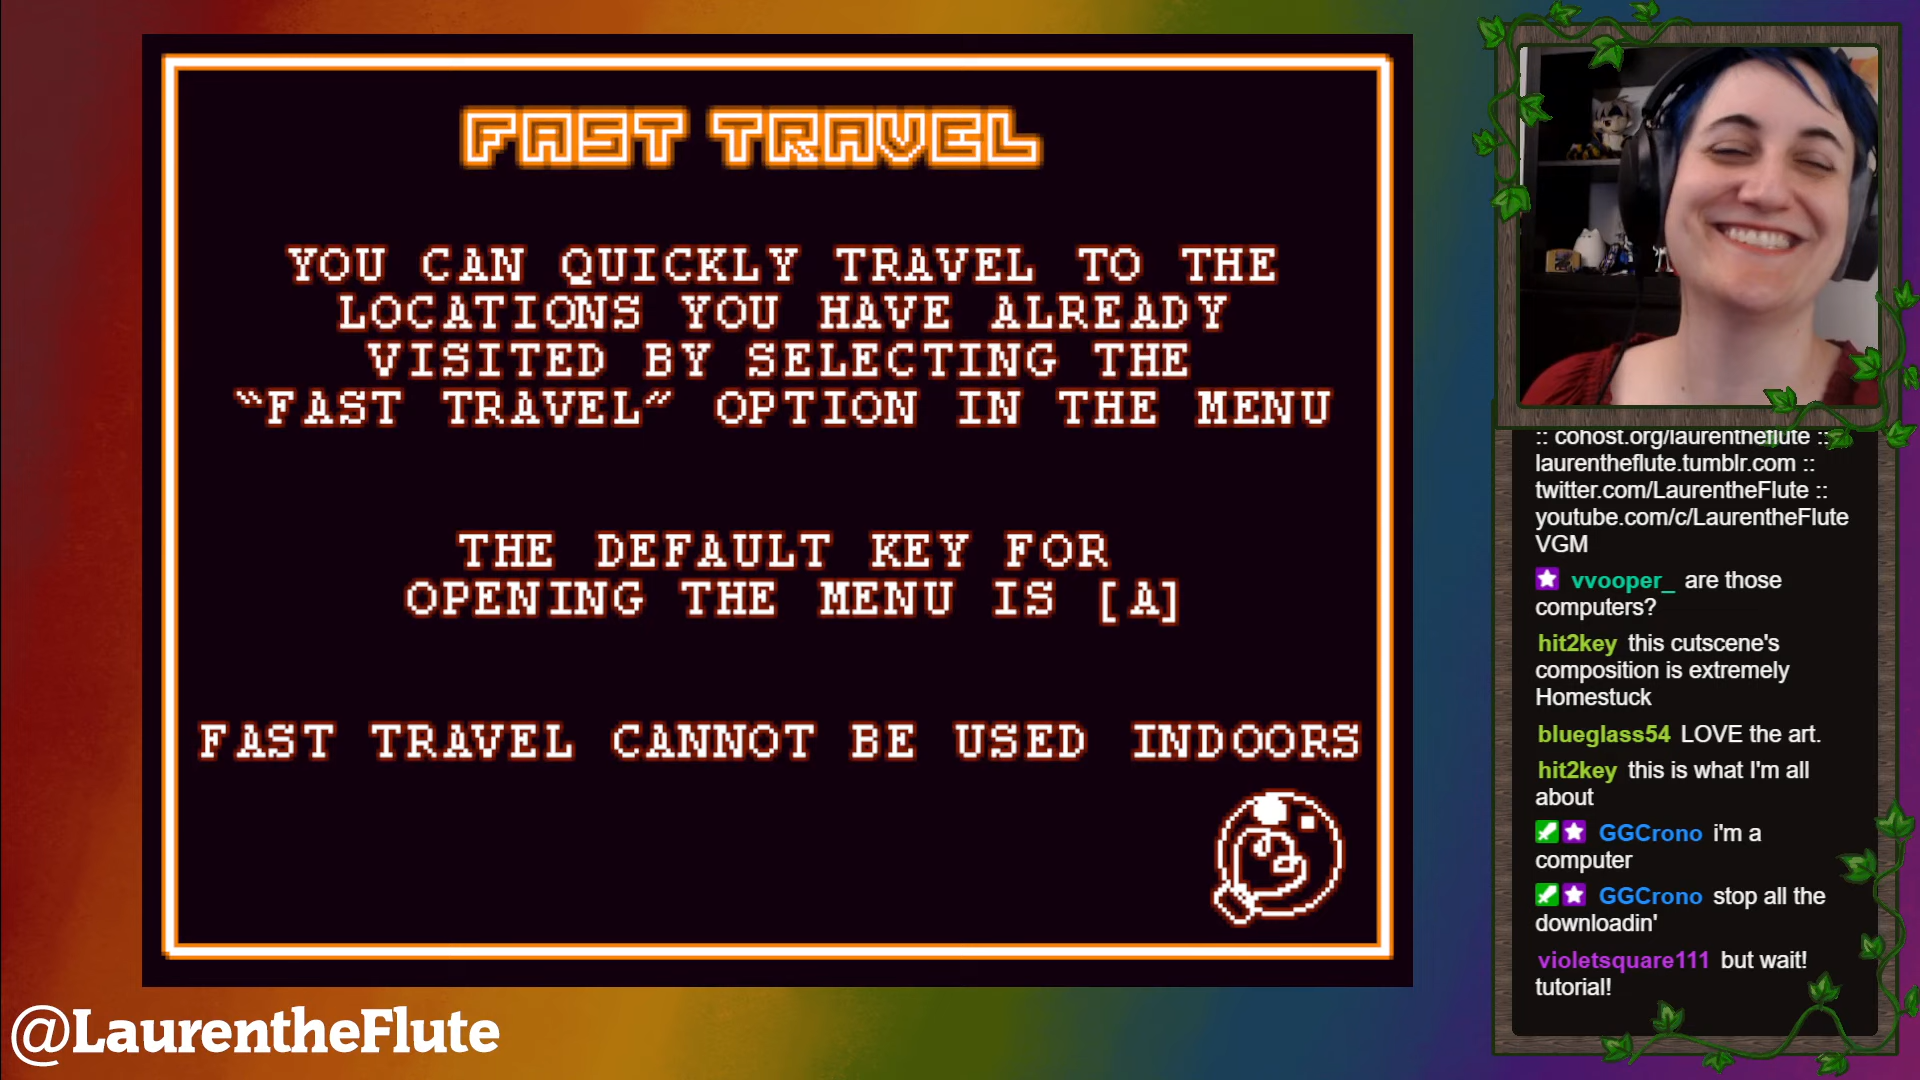 FAST TRAVEL
YOU CAN QUICKLY TRAVEL TO THE
LOCATIONS YOU HAVE ALREADY
VISITED BY SELECTING THE
“FAST TRAVEL” OPTION IN THE MENU
THE DEFAULT KEY FOR
OPENING THE MENU IS [A]
FAST TRAVEL CANNOT BE USED INDOORS
:: cohost.org/laurentheflute ::
laurentheflute.tumblr.com ::
twitter.com/LaurentheFlute ::
youtube.com/c/LaurentheFlute
VGM
vvooper_ are those
computers?
hit2key this cutscene's
composition is extremely
Homestuck
blueglass54 LOVE the art.
hit2key this is what I'm all
about
GGCrono i'm a
computer
GGCrono stop all the
downloadin'
violetsquare111 but wait!
tutorial!
@LaurentheFlute